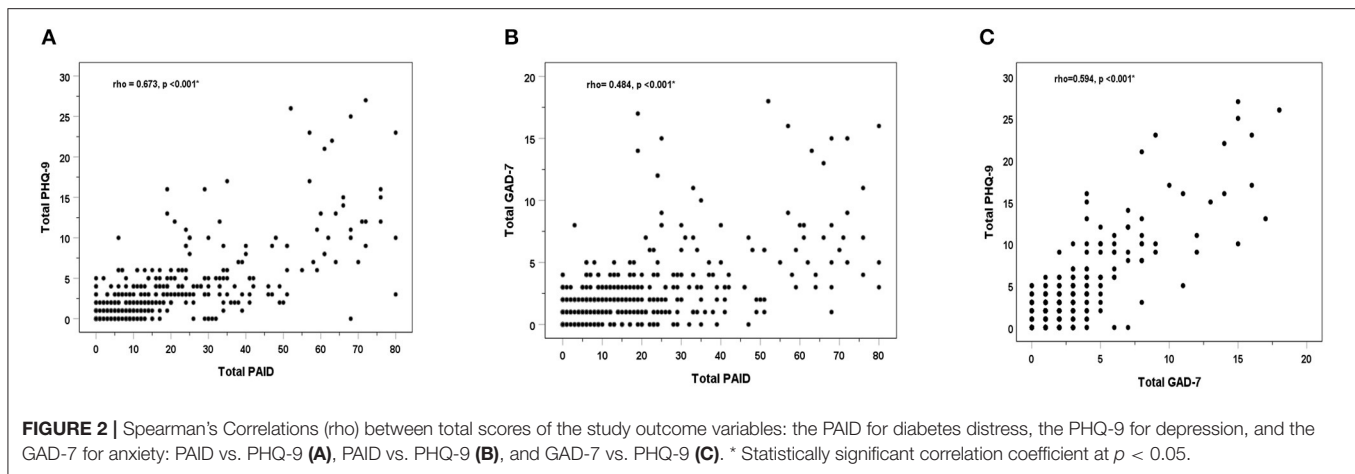 A
rho = 0.673, p <0.001*
Total PHQ-9
30
25
20
15
10
5
0
0 10 20 30 40 50 60 70 80
Total PAID
B
rho= 0.484, p <0.001*
Total GAD-7
20
15
10
5
0
0 10 20 30 40 50 60 70 80
Total PAID
C
rho=0.594, p <0.001*
Total PHQ-9
30
25
20
15
10
5
0
0 5 10 15 20
Total GAD-7
FIGURE 2 | Spearman's Correlations (rho) between total scores of the study outcome variables: the PAID for diabetes distress, the PHQ-9 for depression, and the
GAD-7 for anxiety: PAID vs. PHQ-9 (A), PAID vs. PHQ-9 (B), and GAD-7 vs. PHQ-9 (C). * Statistically significant correlation coefficient at p < 0.05.